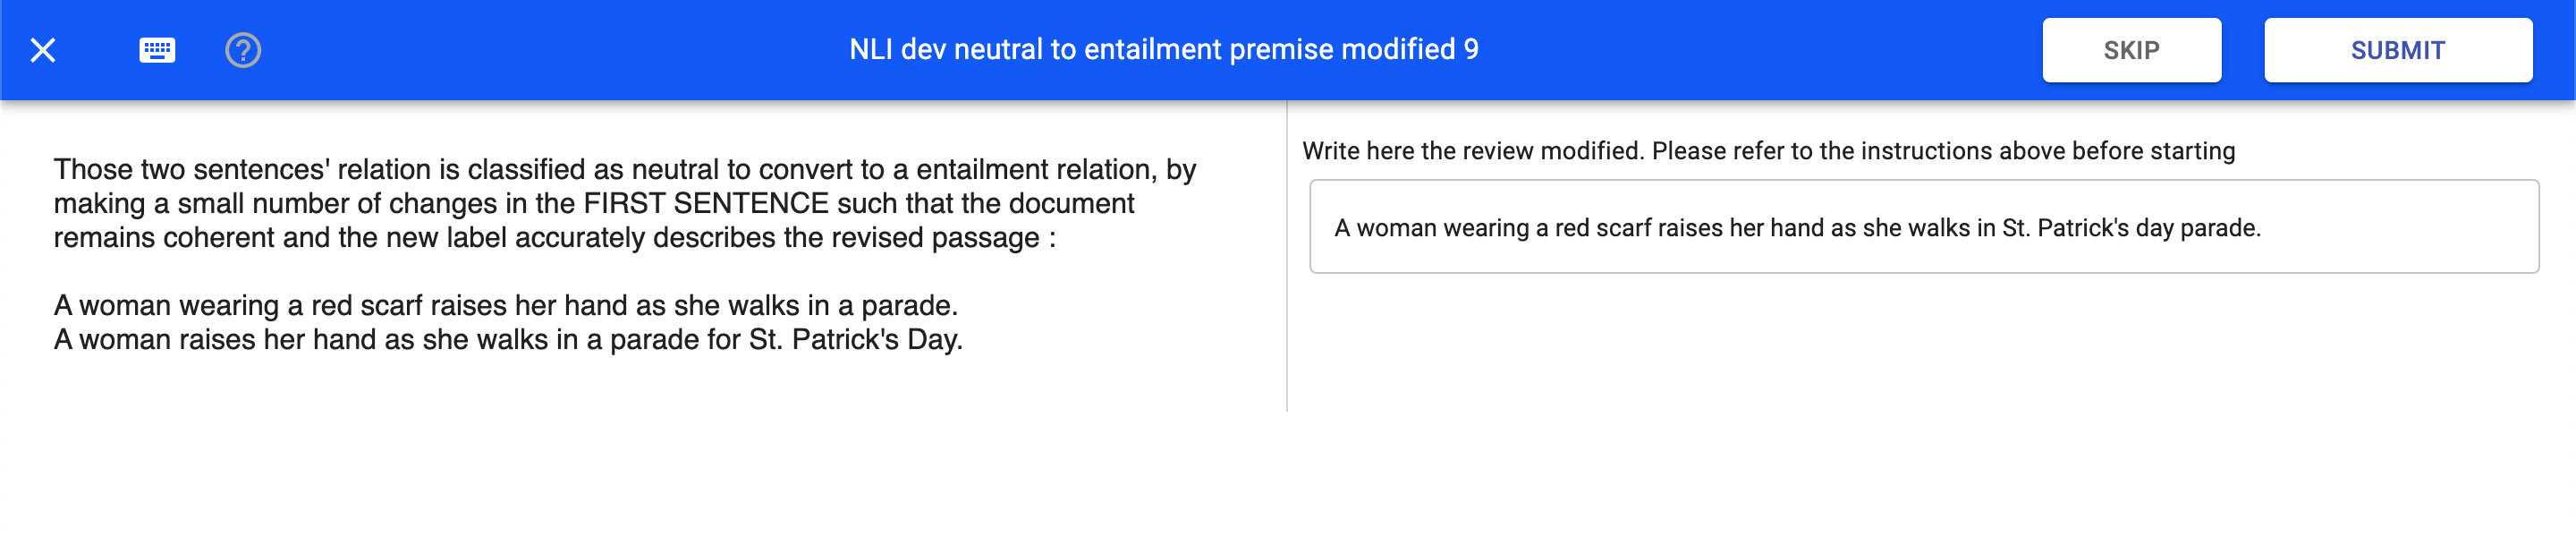 NLI dev neutral to entailment premise modified 9
SKIP
SUBMIT
Those two sentences' relation is classified as neutral to convert to a entailment relation, by
making a small number of changes in the FIRST SENTENCE such that the document
remains coherent and the new label accurately describes the revised passage :
A woman wearing a red scarf raises her hand as she walks in a parade.
A woman raises her hand as she walks in a parade for St. Patrick's Day.
Write here the review modified. Please refer to the instructions above before starting
A woman wearing a red scarf raises her hand as she walks in St. Patrick's day parade.